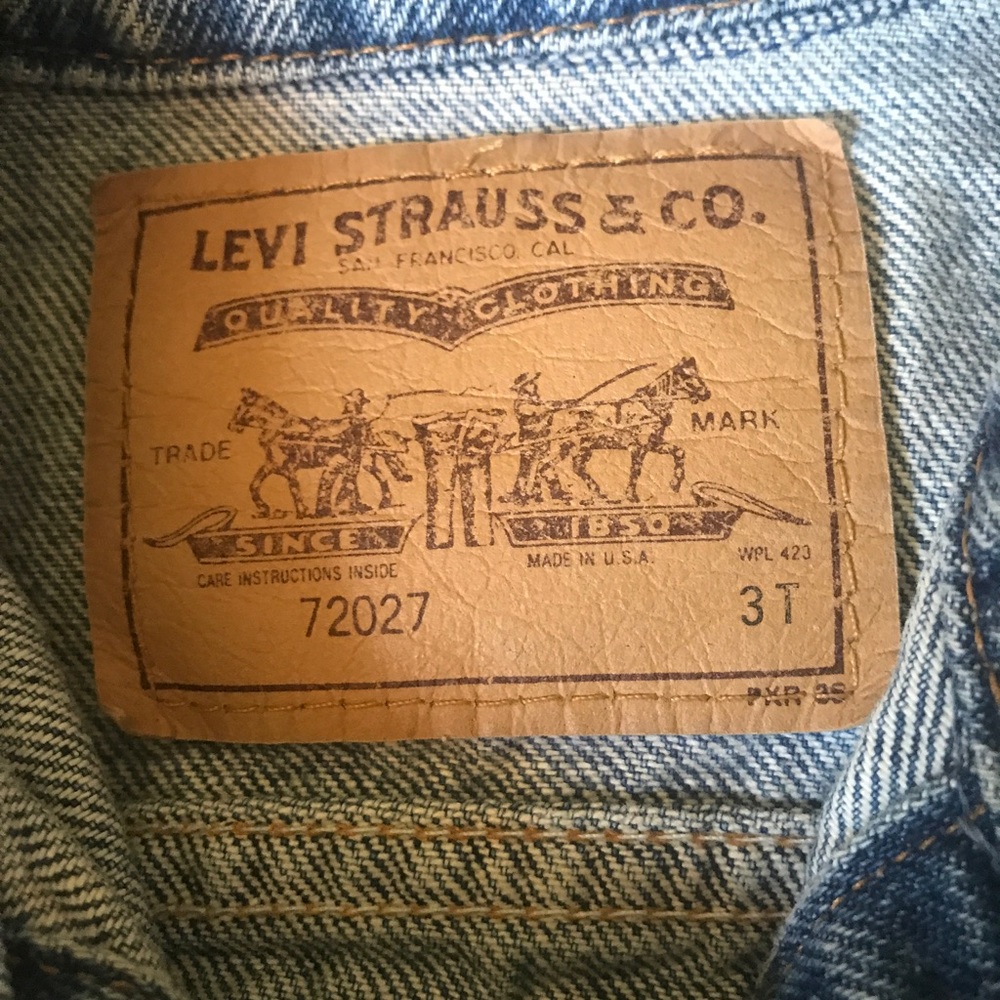 LEVI STRAUSS & CO.
SAN FRANCISCO, CAL
QUALITY CLOTHING
TRADE MARK
SINCE 1850
CARE INSTRUCTIONS INSIDE MADE IN U.S.A. WPL 423
72027 3T